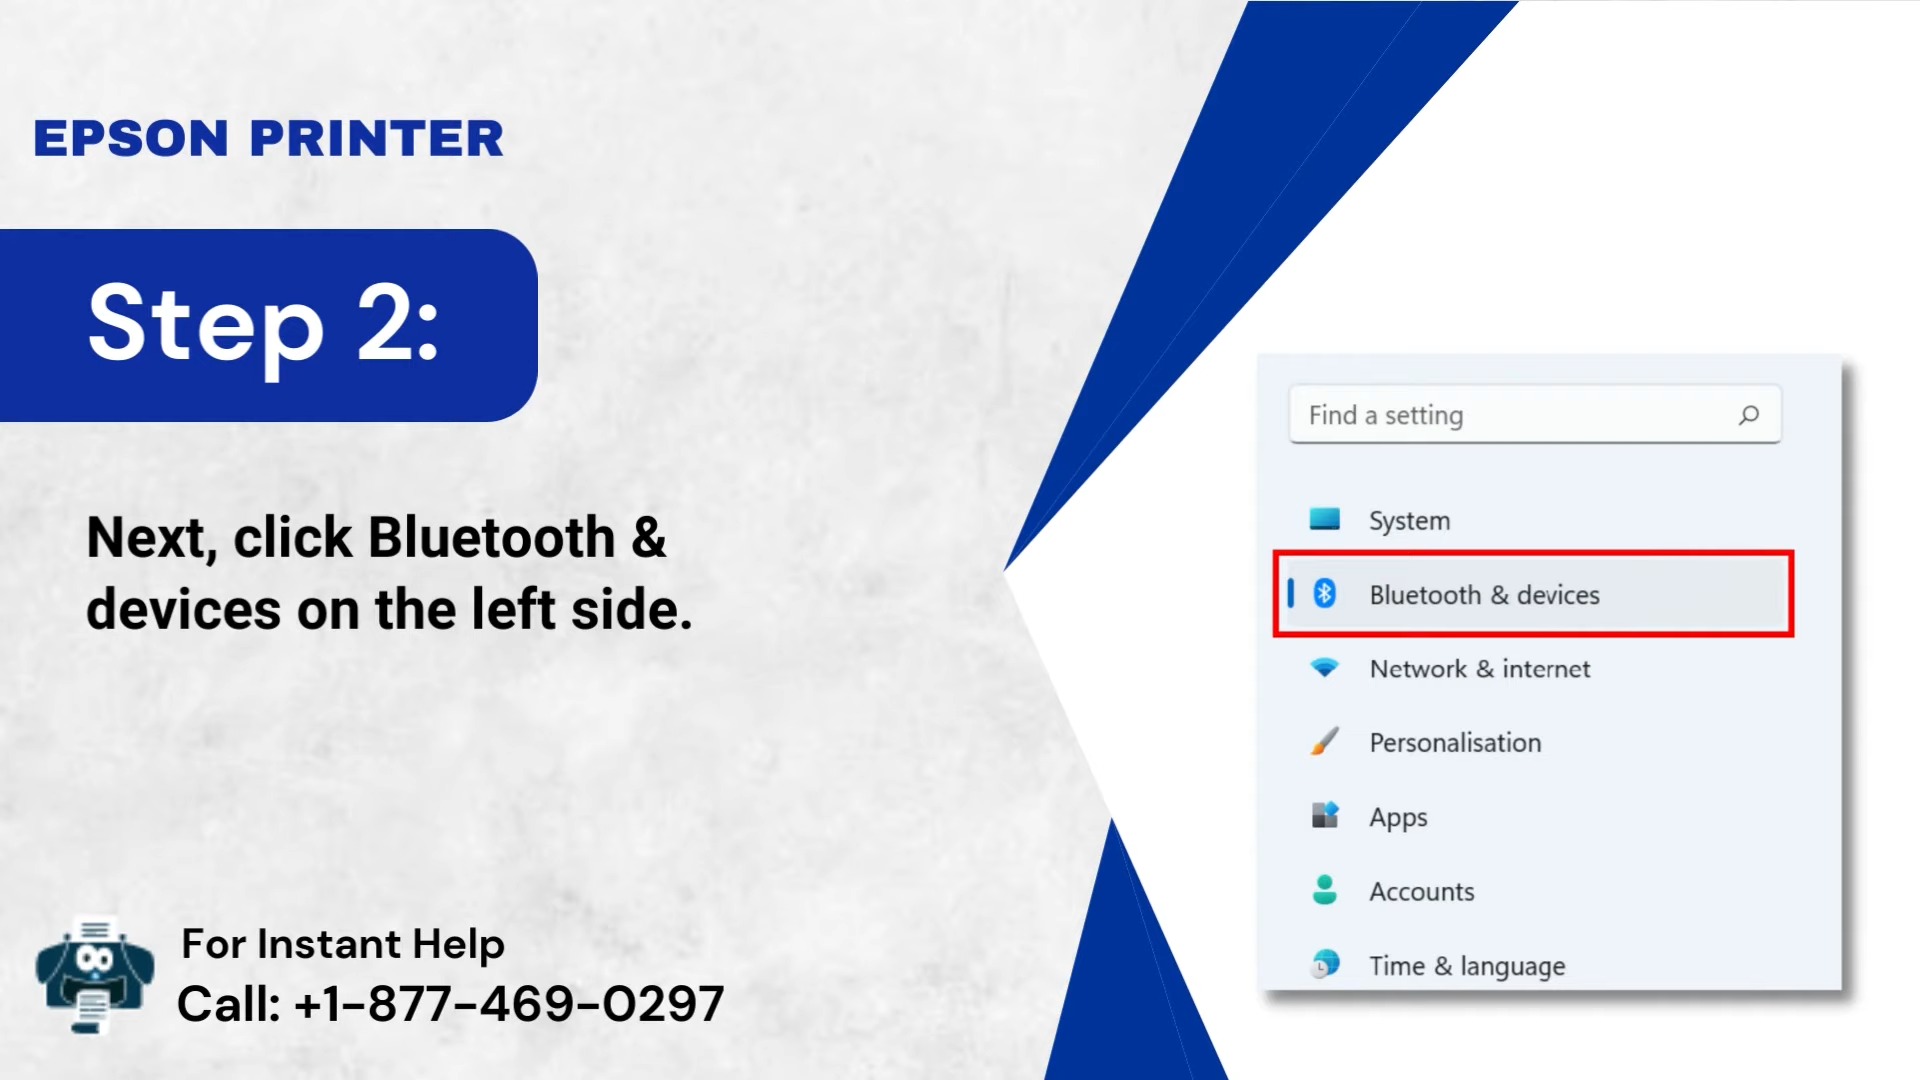 EPSON PRINTER
Step 2:
Next, click Bluetooth &
devices on the left side.
For Instant Help
Call: +1-877-469-0297
Find a setting
System
Bluetooth & devices
Network & internet
Personalisation
Apps
Accounts
Time & language